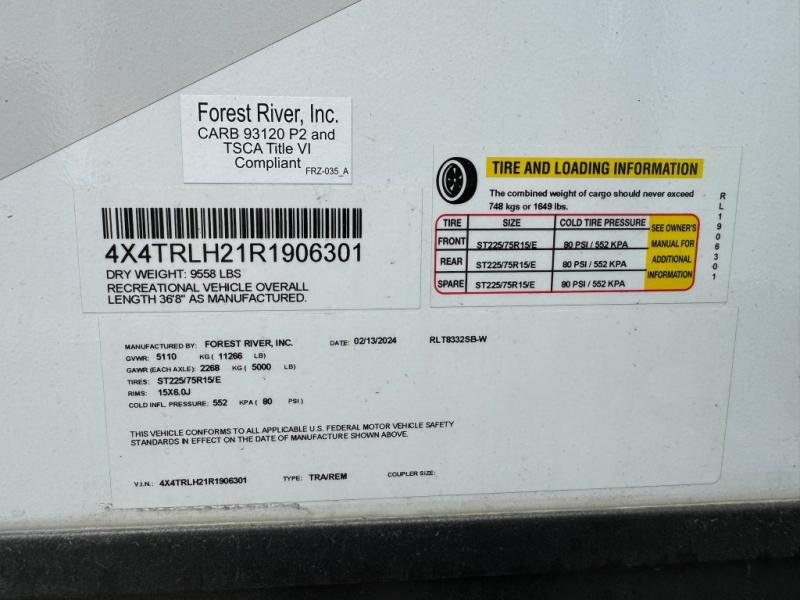 Forest River, Inc.
CARB 93120 P2 and
TSCA Title VI
Compliant
FRZ-035_A
4X4TRLH21R1906301
DRY WEIGHT: 9558 LBS
RECREATIONAL VEHICLE OVERALL
LENGTH 36'8" AS MANUFACTURED.
TIRE AND LOADING INFORMATION
The combined weight of cargo should never exceed
748 kgs or 1649 lbs.
TIRE SIZE COLD TIRE PRESSURE
FRONT ST225/75R15/E 80 PSI / 552 KPA
REAR ST225/75R15/E 80 PSI / 552 KPA
SPARE ST225/75R15/E 80 PSI / 552 KPA
SEE OWNER'S
MANUAL FOR
ADDITIONAL
INFORMATION
RL1906301
MANUFACTURED BY: FOREST RIVER, INC. DATE: 02/13/2024 RLT8332SB-W
GVWR: 5110 KG ( 11266 LB)
GAWR (EACH AXLE): 2268 KG ( 5000 LB)
TIRES: ST225/75R15/E
RIMS: 15X6.0J
COLD INFL. PRESSURE: 552 KPA ( 80 PSI)
THIS VEHICLE CONFORMS TO ALL APPLICABLE U.S. FEDERAL MOTOR VEHICLE SAFETY
STANDARDS IN EFFECT ON THE DATE OF MANUFACTURE SHOWN ABOVE.
V.I.N.: 4X4TRLH21R1906301 TYPE: TRA/REM COUPLER SIZE: